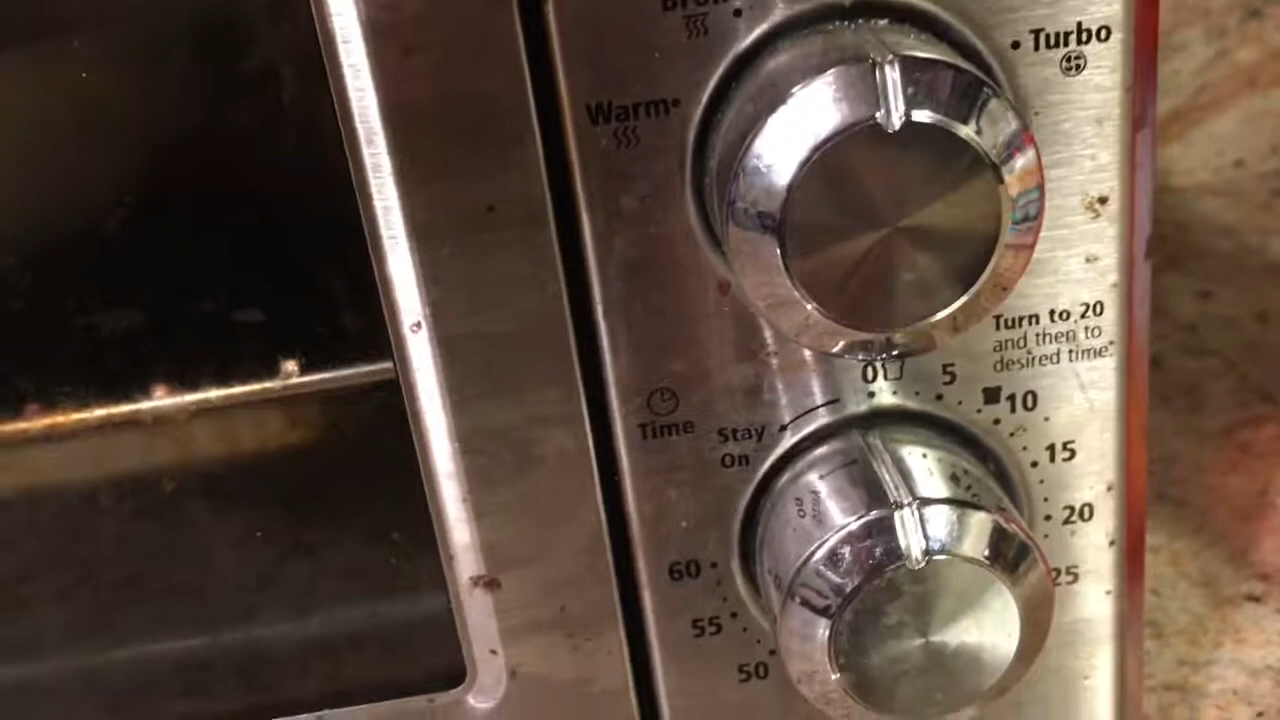 Broil
Turbo
Warm
Turn to 20
and then to
desired time.
0
5
10
15
20
25
Time
Stay
On
60
55
50